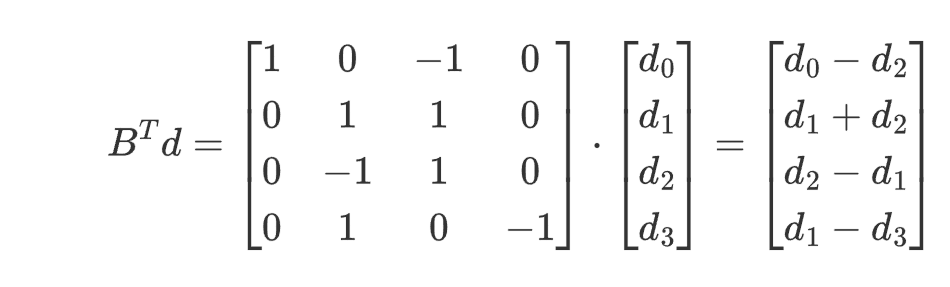 B^T d = [1 0 −1 0; 0 1 1 0; 0 −1 1 0; 0 1 0 −1] · [d_0; d_1; d_2; d_3] = [d_0 − d_2; d_1 + d_2; d_2 − d_1; d_1 − d_3]